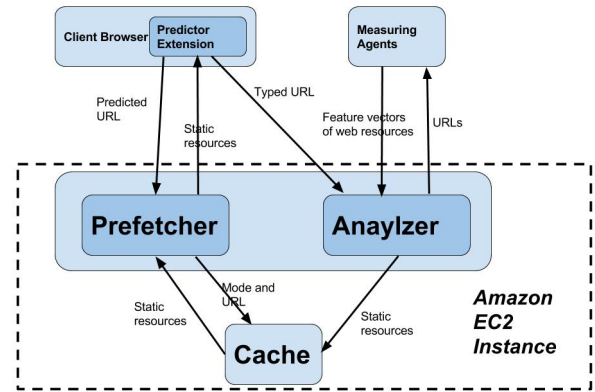 Client Browser
Predictor
Extension
Measuring
Agents
Predicted
URL
Static
resources
Typed URL
Feature vectors
of web resources
URLs
Prefetcher
Anaylzer
Static
resources
Mode and
URL
Static
resources
Cache
Amazon
EC2
Instance